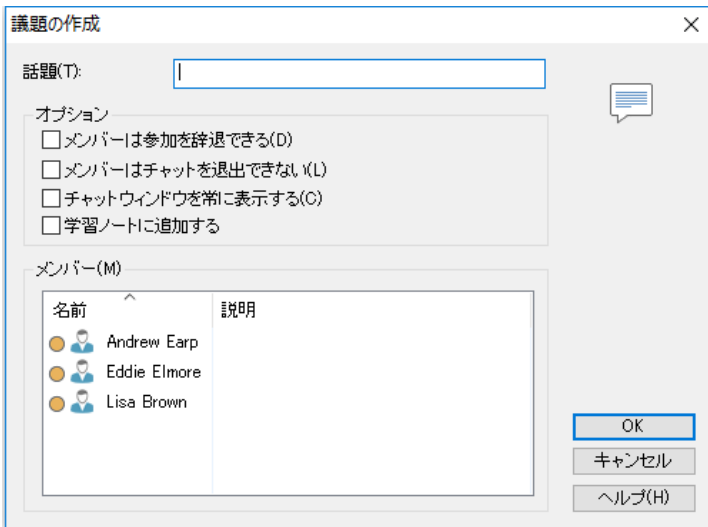 議題の作成
話題(T):
オプション
メンバーは参加を辞退できる(D)
メンバーはチャットを退出できない(L)
チャットウィンドウを常に表示する(C)
学習ノートに追加する
メンバー(M)
名前 説明
Andrew Earp
Eddie Elmore
Lisa Brown
OK
キャンセル
ヘルプ(H)